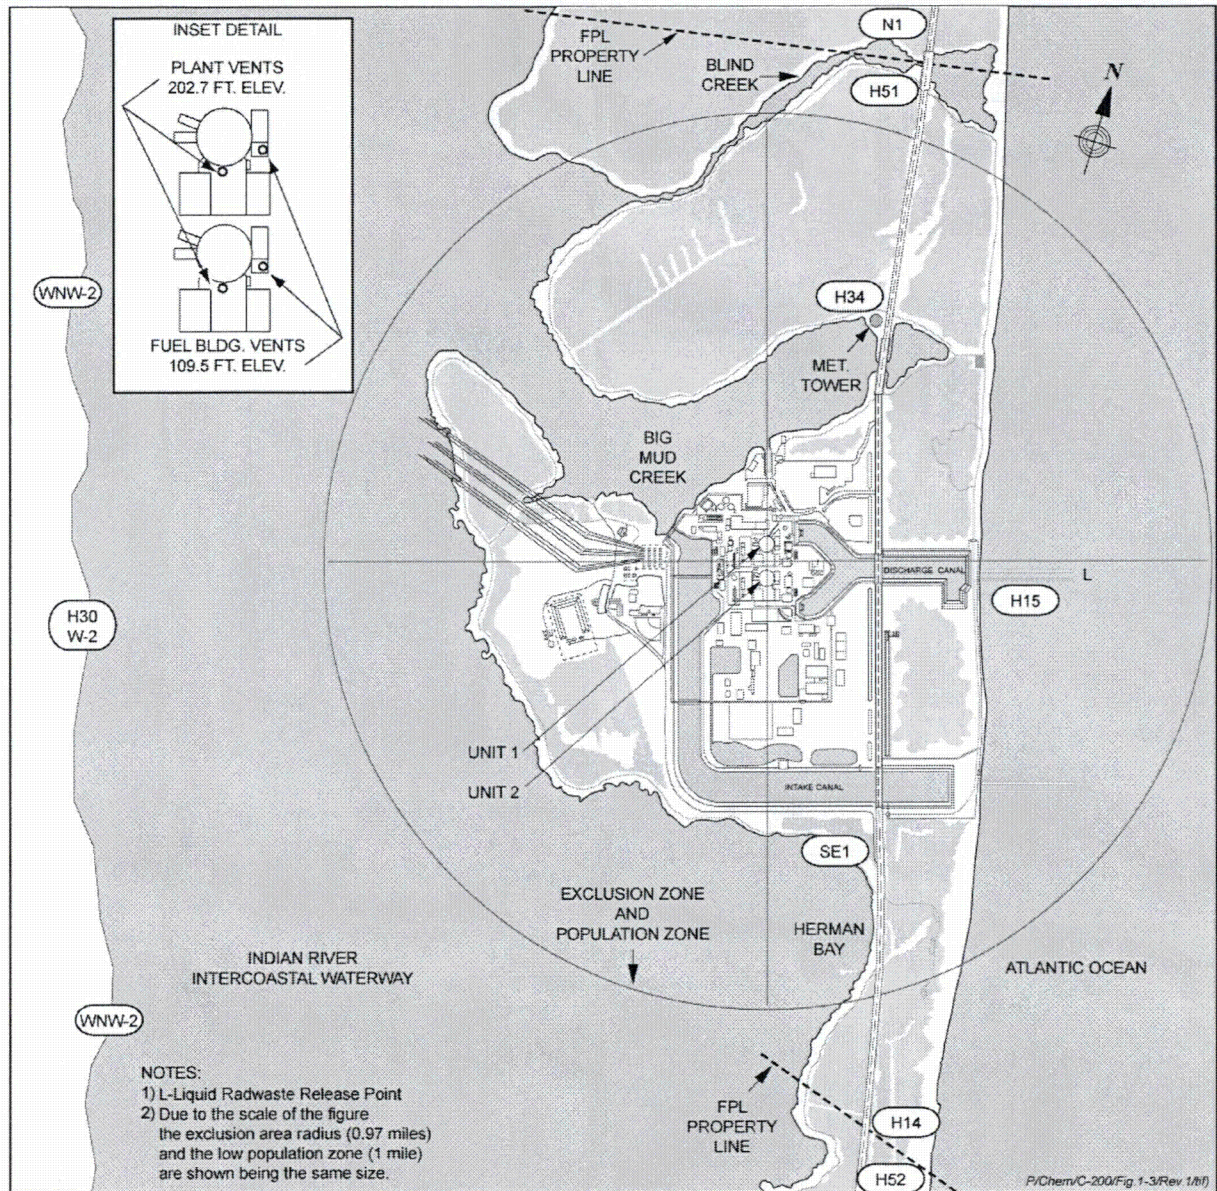 INSET DETAIL
PLANT VENTS
202.7 FT. ELEV.
FUEL BLDG. VENTS
109.5 FT. ELEV.
FPL
PROPERTY
LINE
BLIND
CREEK
N1
H51
N
WNW-2
H34
MET.
TOWER
BIG
MUD
CREEK
DISCHARGE CANAL
L
H15
H30
W-2
UNIT 1
UNIT 2
INTAKE CANAL
SE1
EXCLUSION ZONE
AND
POPULATION ZONE
HERMAN
BAY
INDIAN RIVER
INTERCOASTAL WATERWAY
ATLANTIC OCEAN
WNW-2
NOTES:
1) L-Liquid Radwaste Release Point
2) Due to the scale of the figure
the exclusion area radius (0.97 miles)
and the low population zone (1 mile)
are shown being the same size.
FPL
PROPERTY
LINE
H14
H52
P/Chem/C-200/Fig.1-3/Rev.1/tif)